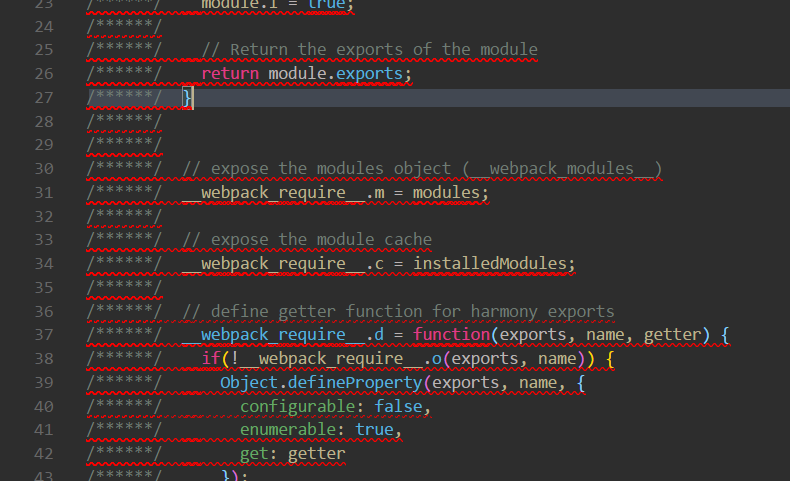 23 /******/ module.l = true;
24 /******/
25 /******/ // Return the exports of the module
26 /******/ return module.exports;
27 /******/ }
28 /******/
29 /******/
30 /******/ // expose the modules object (__webpack_modules__)
31 /******/ __webpack_require__.m = modules;
32 /******/
33 /******/ // expose the module cache
34 /******/ __webpack_require__.c = installedModules;
35 /******/
36 /******/ // define getter function for harmony exports
37 /******/ __webpack_require__.d = function(exports, name, getter) {
38 /******/ if(!__webpack_require__.o(exports, name)) {
39 /******/ Object.defineProperty(exports, name, {
40 /******/ configurable: false,
41 /******/ enumerable: true,
42 /******/ get: getter
43 /******/ });